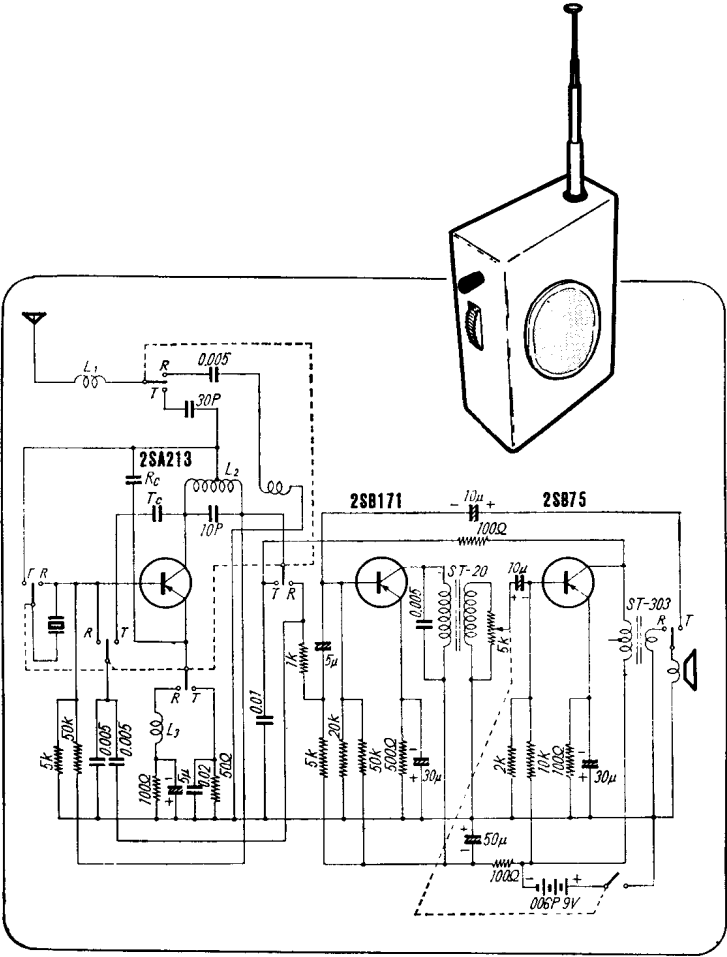 L₁
R
T
0.005
30P
2SA213
Rc
L₂
Tc
10P
2SB171
10μ
- +
2SB75
100Ω
T R
R T
T R
0.005
ST-20
5k
10μ
+ -
ST-303
R T
1k
5μ
R T
L₃
0.01
5k
50k
0.005
0.005
100Ω
- +
5μ
0.02
50Ω
5k
20k
50k
500Ω
- +
30μ
2k
10k
100Ω
- +
30μ
+ -
50μ
100Ω
- +
006P 9V